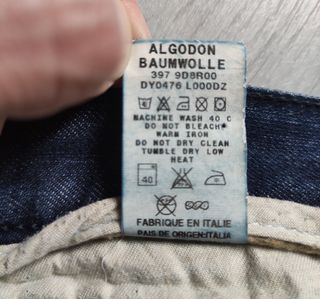 ALGODON
BAUMWOLLE
397 9D8R00
DY0476 L000DZ
MACHINE WASH 40 C
DO NOT BLEACH
WARM IRON
DO NOT DRY CLEAN
TUMBLE DRY LOW
HEAT
40
FABRIQUE EN ITALIE
PAIS DE ORIGEN:ITALIA